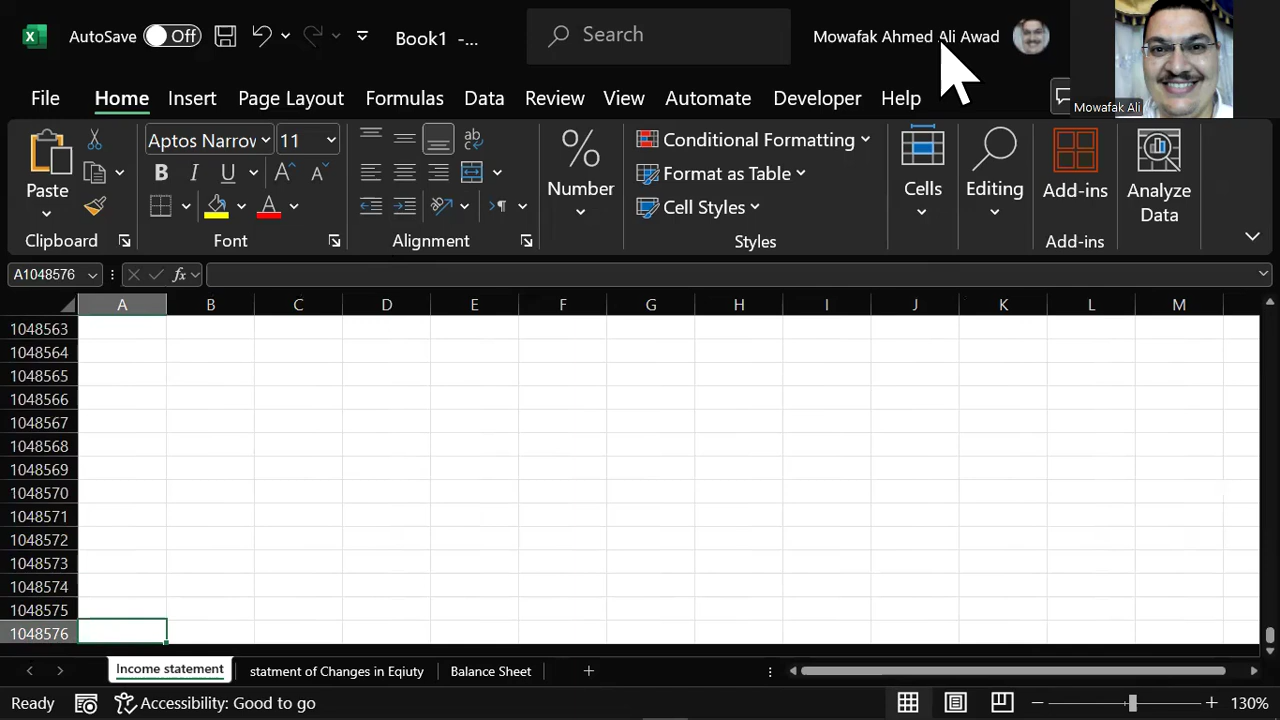 AutoSave Off Book1 -... Search Mowafak Ahmed Ali Awad
Mowafak Ali
File Home Insert Page Layout Formulas Data Review View Automate Developer Help
Paste Aptos Narrov 11 ab Number Conditional Formatting Cells Editing Add-ins Analyze Data
Format as Table
Cell Styles
Clipboard Font Alignment Styles Add-ins
A1048576 fx
A B C D E F G H I J K L M
1048563
1048564
1048565
1048566
1048567
1048568
1048569
1048570
1048571
1048572
1048573
1048574
1048575
1048576
Income statement statment of Changes in Eqiuty Balance Sheet
Ready Accessibility: Good to go 130%